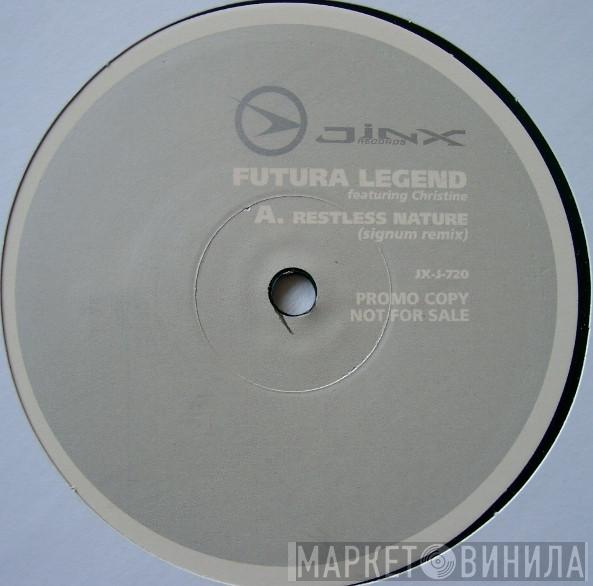 JINX
RECORDS
FUTURA LEGEND
featuring Christine
A. RESTLESS NATURE
(signum remix)
JX-S-720
PROMO COPY
NOT FOR SALE
МАРКЕТ ВИНИЛА